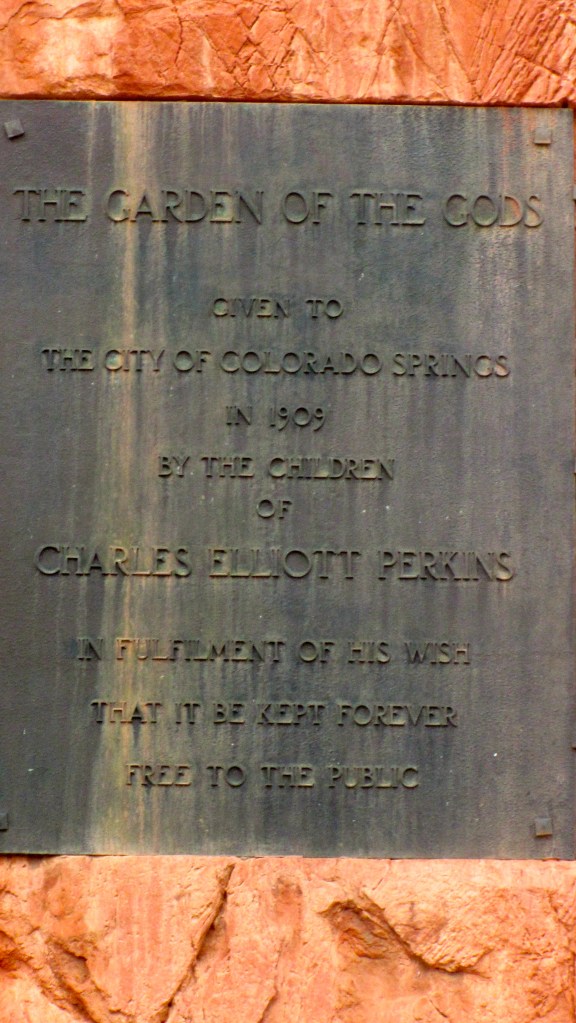 THE GARDEN OF THE GODS
GIVEN TO
THE CITY OF COLORADO SPRINGS
IN 1909
BY THE CHILDREN
OF
CHARLES ELLIOTT PERKINS
IN FULFILMENT OF HIS WISH
THAT IT BE KEPT FOREVER
FREE TO THE PUBLIC